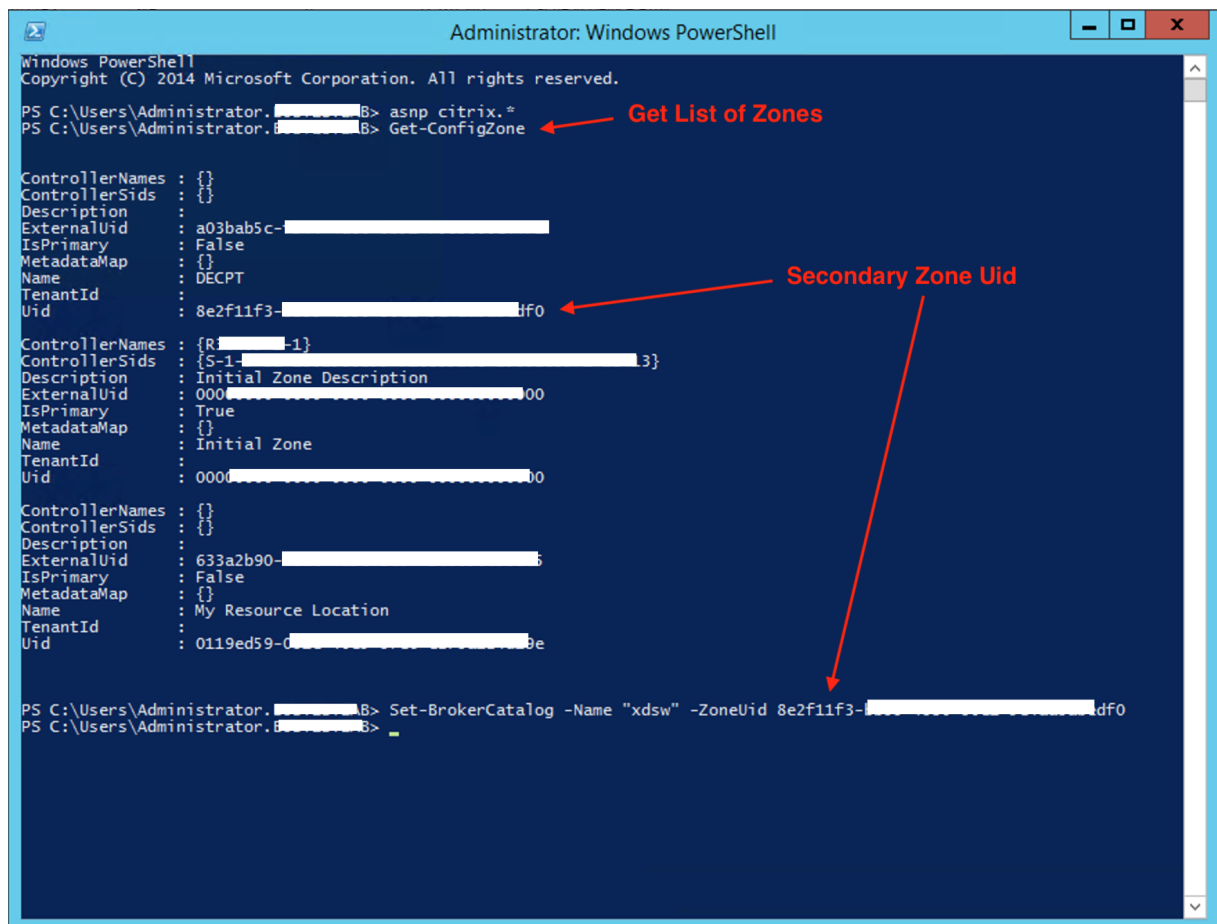 Administrator: Windows PowerShell
Windows PowerShell
Copyright (C) 2014 Microsoft Corporation. All rights reserved.
PS C:\Users\Administrator. B> asnp citrix.*
Get List of Zones
PS C:\Users\Administrator. B> Get-ConfigZone
ControllerNames : {}
ControllerSids : {}
Description :
ExternalUid : a03bab5c-
IsPrimary : False
MetadataMap : {}
Name : DECPT
Secondary Zone Uid
TenantId :
Uid : 8e2f11f3- df0
ControllerNames : {R -1}
ControllerSids : {S-1- 13}
Description : Initial Zone Description
ExternalUid : 000 00
IsPrimary : True
MetadataMap : {}
Name : Initial Zone
TenantId :
Uid : 000 00
ControllerNames : {}
ControllerSids : {}
Description :
ExternalUid : 633a2b90-
IsPrimary : False
MetadataMap : {}
Name : My Resource Location
TenantId :
Uid : 0119ed59- 9e
PS C:\Users\Administrator. B> Set-BrokerCatalog -Name "xdsw" -ZoneUid 8e2f11f3- edf0
PS C:\Users\Administrator. B>